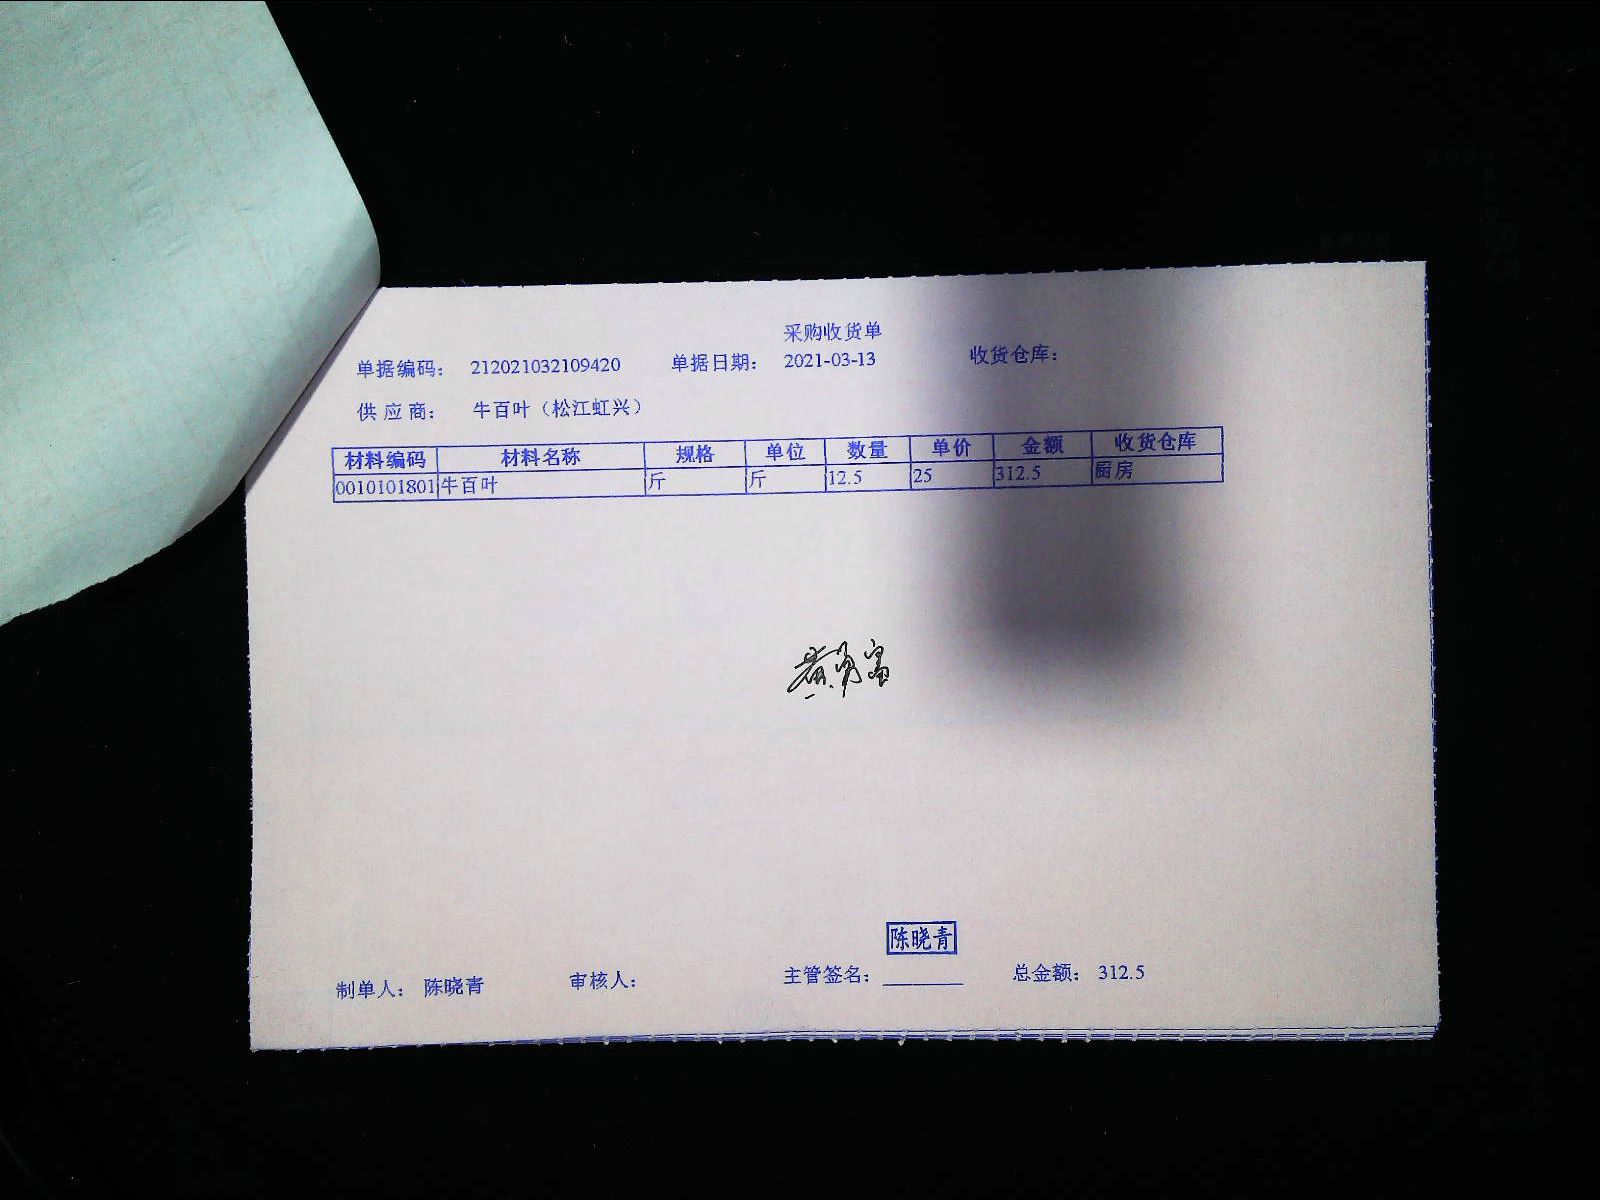 采购收货单
单据编码： 212021032109420 单据日期： 2021-03-13 收货仓库：
供应商： 牛百叶（松江虹兴）
材料编码 材料名称 规格 单位 数量 单价 金额 收货仓库
0010101801 牛百叶 斤 斤 12.5 25 312.5 厨房
黄勇富
陈晓青
制单人： 陈晓青 审核人： 主管签名： 总金额： 312.5